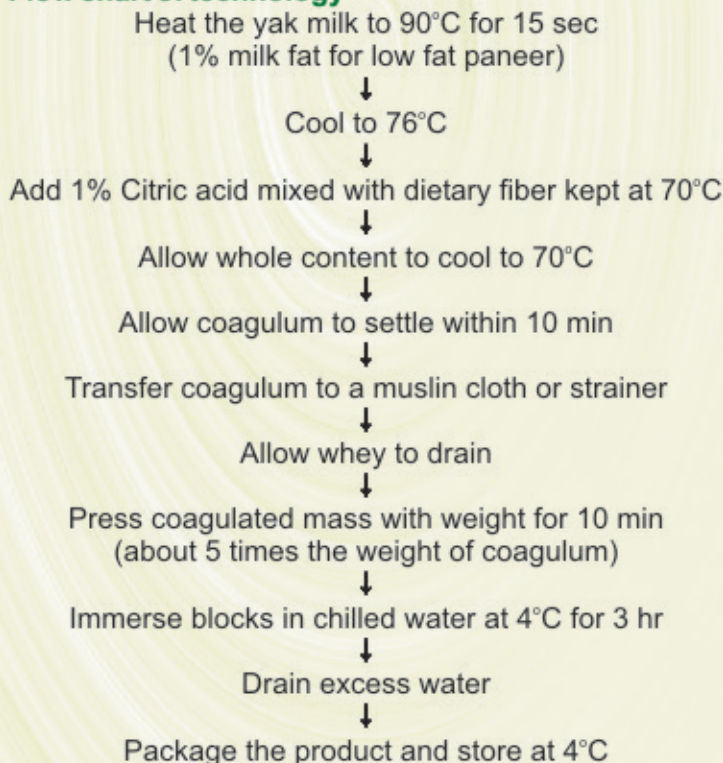 Heat the yak milk to 90°C for 15 sec
(1% milk fat for low fat paneer)
Cool to 76°C
Add 1% Citric acid mixed with dietary fiber kept at 70°C
Allow whole content to cool to 70°C
Allow coagulum to settle within 10 min
Transfer coagulum to a muslin cloth or strainer
Allow whey to drain
Press coagulated mass with weight for 10 min
(about 5 times the weight of coagulum)
Immerse blocks in chilled water at 4°C for 3 hr
Drain excess water
Package the product and store at 4°C